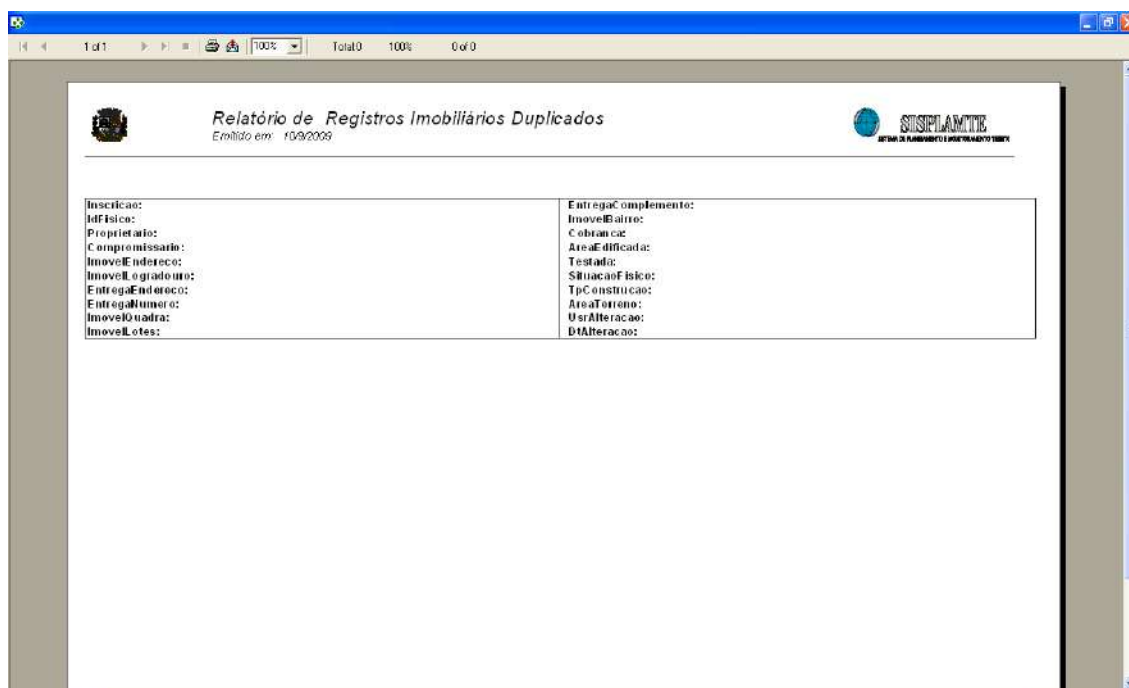 1 of 1 100% Total:0 100% 0 of 0
Relatório de Registros Imobiliários Duplicados
Emitido em: 10/9/2009
SISPLAMTE
Inscricao:
IdFisico:
Proprietario:
Compromissario:
ImovelEndereco:
ImovelLogradouro:
EntregaEndereco:
EntregaNumero:
ImovelQuadra:
ImovelLotes:
EntregaComplemento:
ImovelBairro:
Cobranca:
AreaEdificada:
Testada:
SituacaoFisico:
TpConstrucao:
AreaTerreno:
UsrAlteracao:
DtAlteracao: